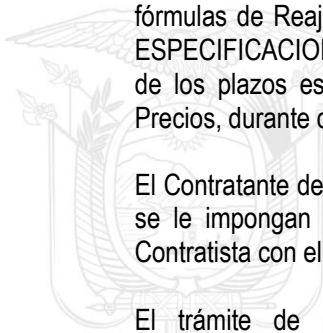 fórmulas de Reaj
ESPECIFICACION
de los plazos es
Precios, durante
El Contratante de
se le impongan
Contratista con el
El trámite de